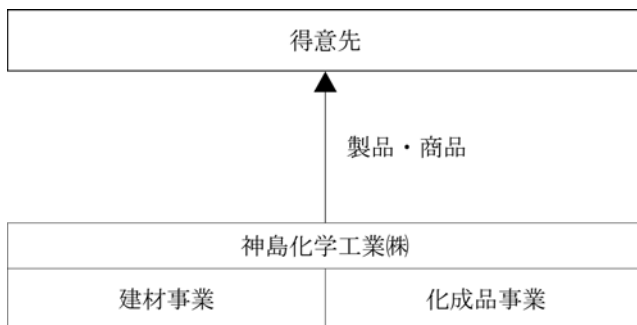 得意先
製品・商品
神島化学工業㈱
建材事業
化成品事業